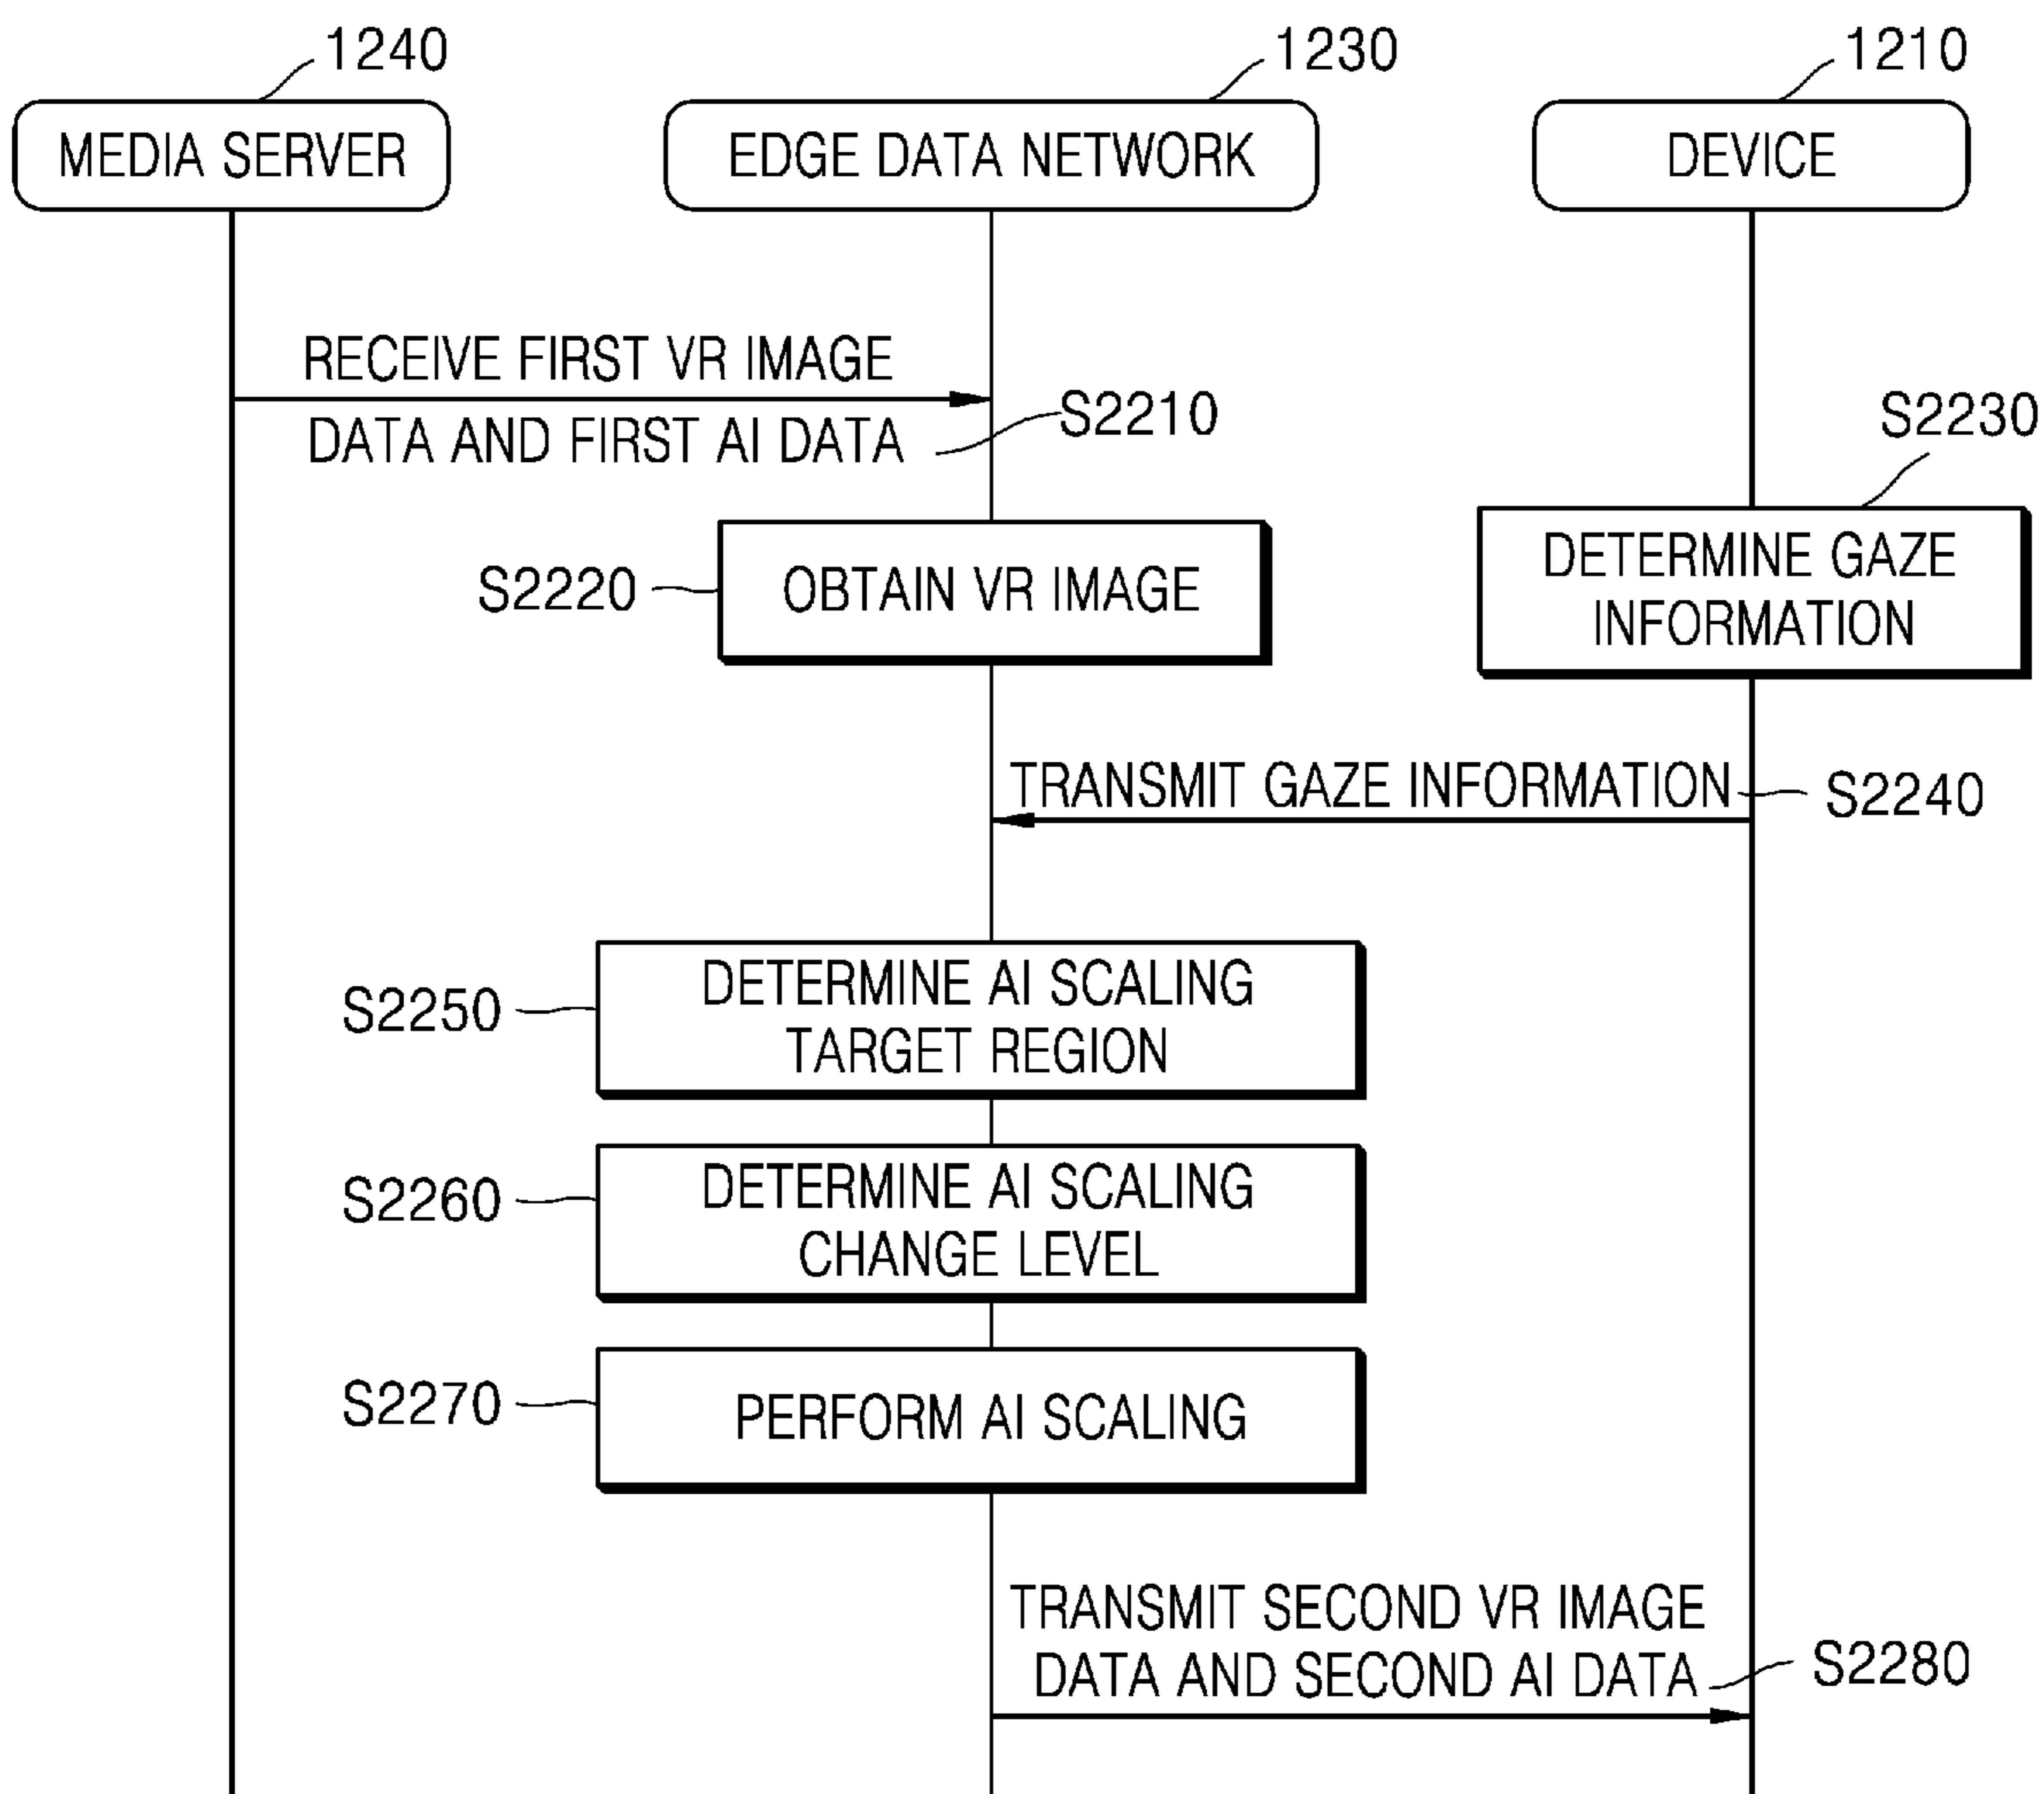 1240
1230
1210
MEDIA SERVER
EDGE DATA NETWORK
DEVICE
RECEIVE FIRST VR IMAGE
DATA AND FIRST AI DATA
S2210
S2230
S2220
OBTAIN VR IMAGE
DETERMINE GAZE
INFORMATION
TRANSMIT GAZE INFORMATION
S2240
S2250
DETERMINE AI SCALING
TARGET REGION
S2260
DETERMINE AI SCALING
CHANGE LEVEL
S2270
PERFORM AI SCALING
TRANSMIT SECOND VR IMAGE
DATA AND SECOND AI DATA
S2280